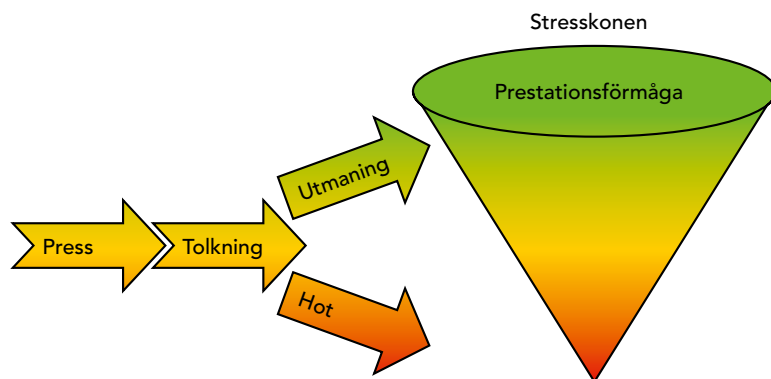 Stresskonen
Prestationsförmåga
Utmaning
Press
Tolkning
Hot